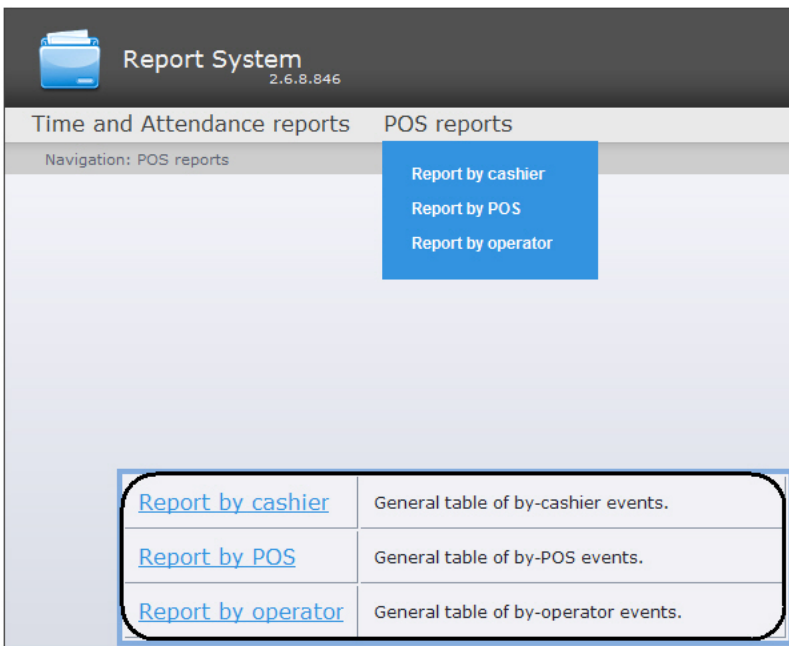 Report System
2.6.8.846
Time and Attendance reports POS reports
Navigation: POS reports
Report by cashier
Report by POS
Report by operator
Report by cashier General table of by-cashier events.
Report by POS General table of by-POS events.
Report by operator General table of by-operator events.